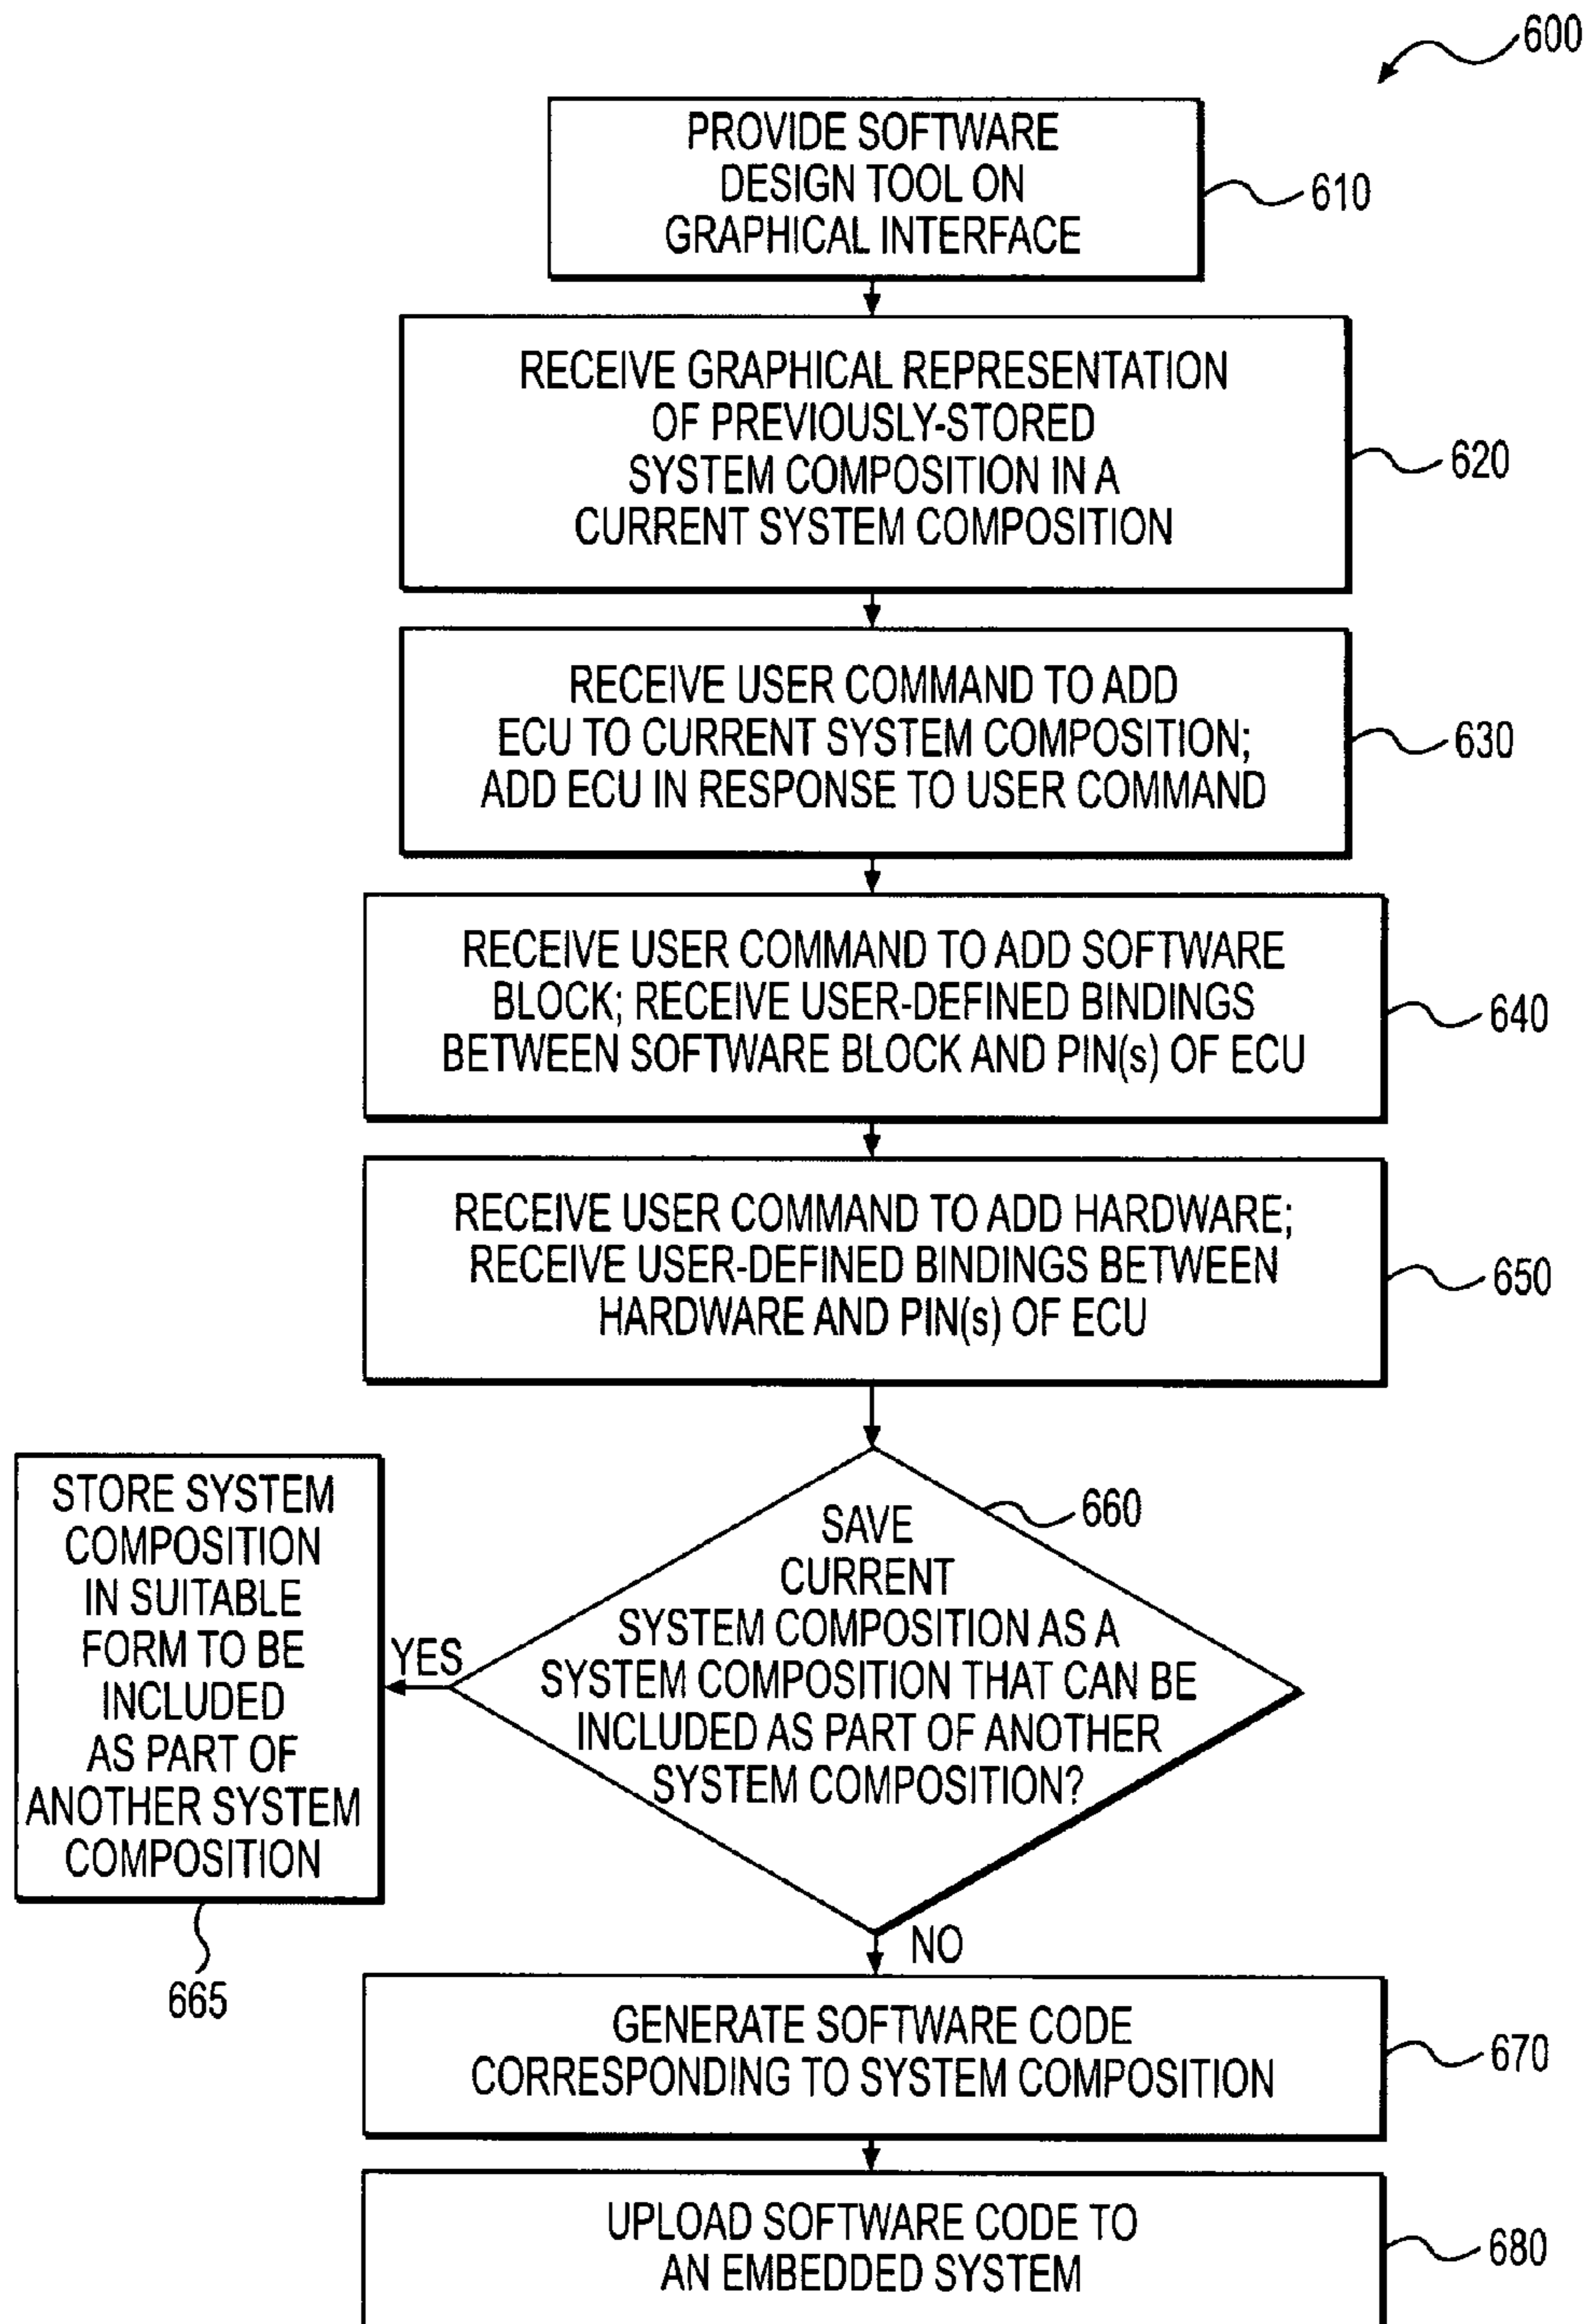 600
PROVIDE SOFTWARE
DESIGN TOOL ON
GRAPHICAL INTERFACE
610
RECEIVE GRAPHICAL REPRESENTATION
OF PREVIOUSLY-STORED
SYSTEM COMPOSITION IN A
CURRENT SYSTEM COMPOSITION
620
RECEIVE USER COMMAND TO ADD
ECU TO CURRENT SYSTEM COMPOSITION;
ADD ECU IN RESPONSE TO USER COMMAND
630
RECEIVE USER COMMAND TO ADD SOFTWARE
BLOCK; RECEIVE USER-DEFINED BINDINGS
BETWEEN SOFTWARE BLOCK AND PIN(s) OF ECU
640
RECEIVE USER COMMAND TO ADD HARDWARE;
RECEIVE USER-DEFINED BINDINGS BETWEEN
HARDWARE AND PIN(s) OF ECU
650
SAVE
CURRENT
SYSTEM COMPOSITION AS A
SYSTEM COMPOSITION THAT CAN BE
INCLUDED AS PART OF ANOTHER
SYSTEM COMPOSITION?
660
YES
STORE SYSTEM
COMPOSITION
IN SUITABLE
FORM TO BE
INCLUDED
AS PART OF
ANOTHER SYSTEM
COMPOSITION
665
NO
GENERATE SOFTWARE CODE
CORRESPONDING TO SYSTEM COMPOSITION
670
UPLOAD SOFTWARE CODE TO
AN EMBEDDED SYSTEM
680